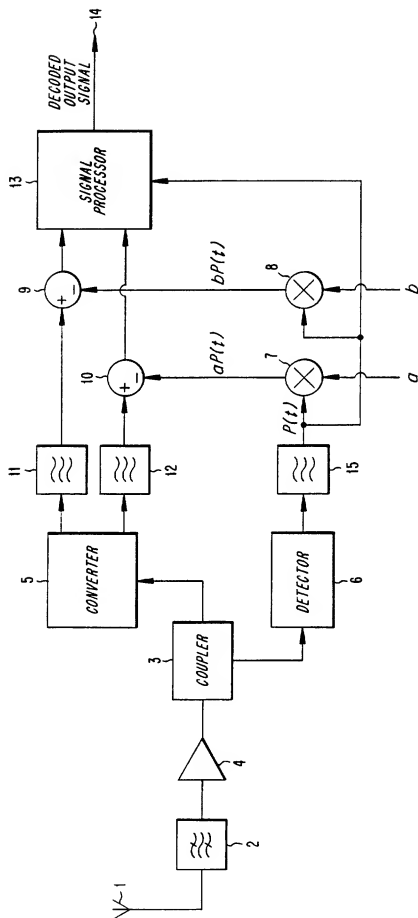 1
2
4
3
COUPLER
5
CONVERTER
6
DETECTOR
11
12
15
P(t)
10
9
aP(t)
bP(t)
7
8
a
b
13
SIGNAL
PROCESSOR
DECODED
OUTPUT
SIGNAL
14